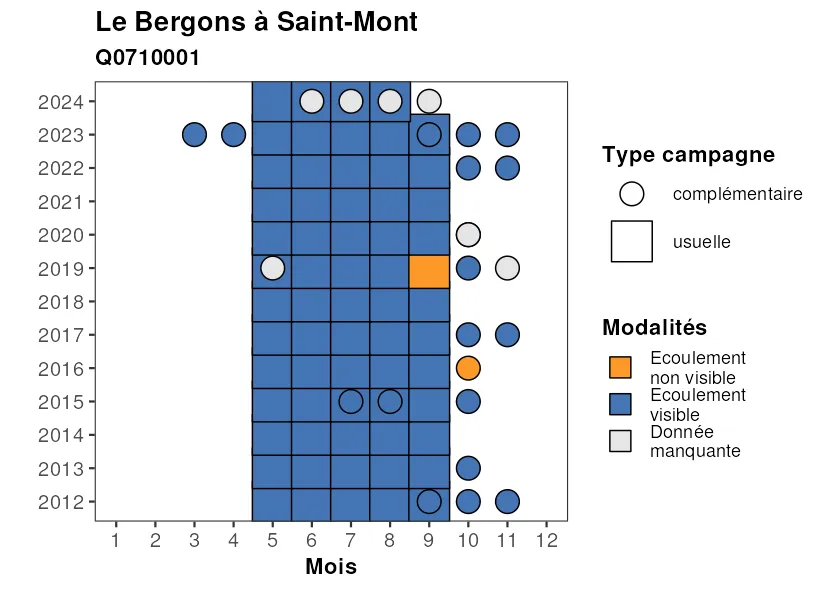 Le Bergons à Saint-Mont
Q0710001
2024
2023
2022
2021
2020
2019
2018
2017
2016
2015
2014
2013
2012
1 2 3 4 5 6 7 8 9 10 11 12
Mois
Type campagne
complémentaire
usuelle
Modalités
Ecoulement
non visible
Ecoulement
visible
Donnée
manquante